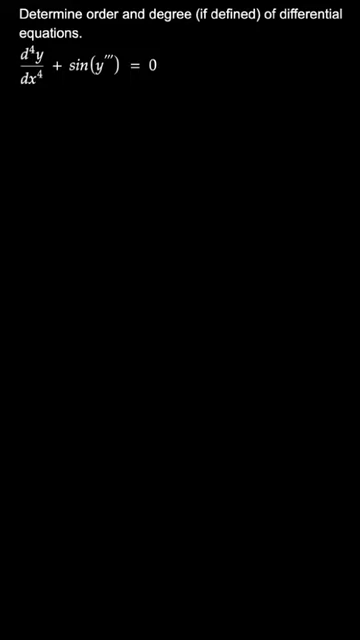 Determine order and degree (if defined) of differential
equations.
d⁴y/dx⁴ + sin(y''') = 0